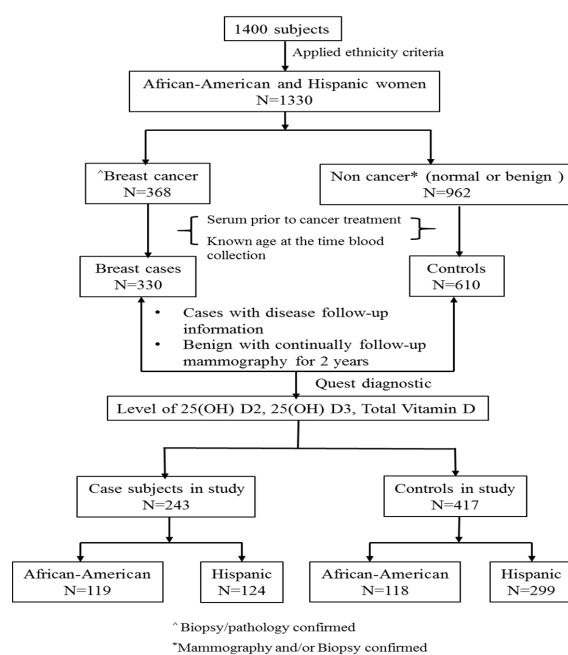 1400 subjects
Applied ethnicity criteria
African-American and Hispanic women
N=1330
^Breast cancer
N=368
Non cancer* (normal or benign )
N=962
Serum prior to cancer treatment
Known age at the time blood
collection
Breast cases
N=330
Controls
N=610
• Cases with disease follow-up
information
• Benign with continually follow-up
mammography for 2 years
Quest diagnostic
Level of 25(OH) D2, 25(OH) D3, Total Vitamin D
Case subjects in study
N=243
Controls in study
N=417
African-American
N=119
Hispanic
N=124
African-American
N=118
Hispanic
N=299
^ Biopsy/pathology confirmed
*Mammography and/or Biopsy confirmed